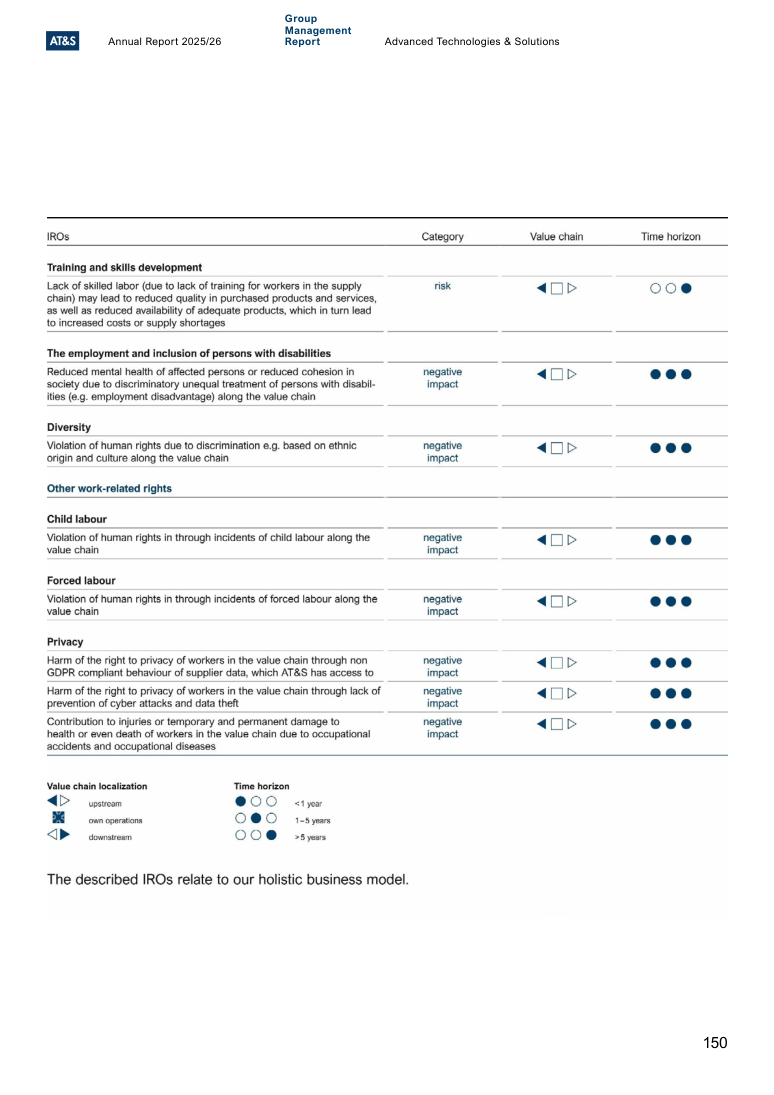 AT&S
Annual Report 2025/26
Group
Management
Report
Advanced Technologies & Solutions
IROs
Category
Value chain
Time horizon
Training and skills development
Lack of skilled labor (due to lack of training for workers in the supply
chain) may lead to reduced quality in purchased products and services,
as well as reduced availability of adequate products, which in turn lead
to increased costs or supply shortages
risk
The employment and inclusion of persons with disabilities
Reduced mental health of affected persons or reduced cohesion in
society due to discriminatory unequal treatment of persons with disabil-
ities (e.g. employment disadvantage) along the value chain
negative
impact
Diversity
Violation of human rights due to discrimination e.g. based on ethnic
origin and culture along the value chain
negative
impact
Other work-related rights
Child labour
Violation of human rights in through incidents of child labour along the
value chain
negative
impact
Forced labour
Violation of human rights in through incidents of forced labour along the
value chain
negative
impact
Privacy
Harm of the right to privacy of workers in the value chain through non
GDPR compliant behaviour of supplier data, which AT&S has access to
negative
impact
Harm of the right to privacy of workers in the value chain through lack of
prevention of cyber attacks and data theft
negative
impact
Contribution to injuries or temporary and permanent damage to
health or even death of workers in the value chain due to occupational
accidents and occupational diseases
negative
impact
Value chain localization
upstream
own operations
downstream
Time horizon
<1 year
1–5 years
>5 years
The described IROs relate to our holistic business model.
150